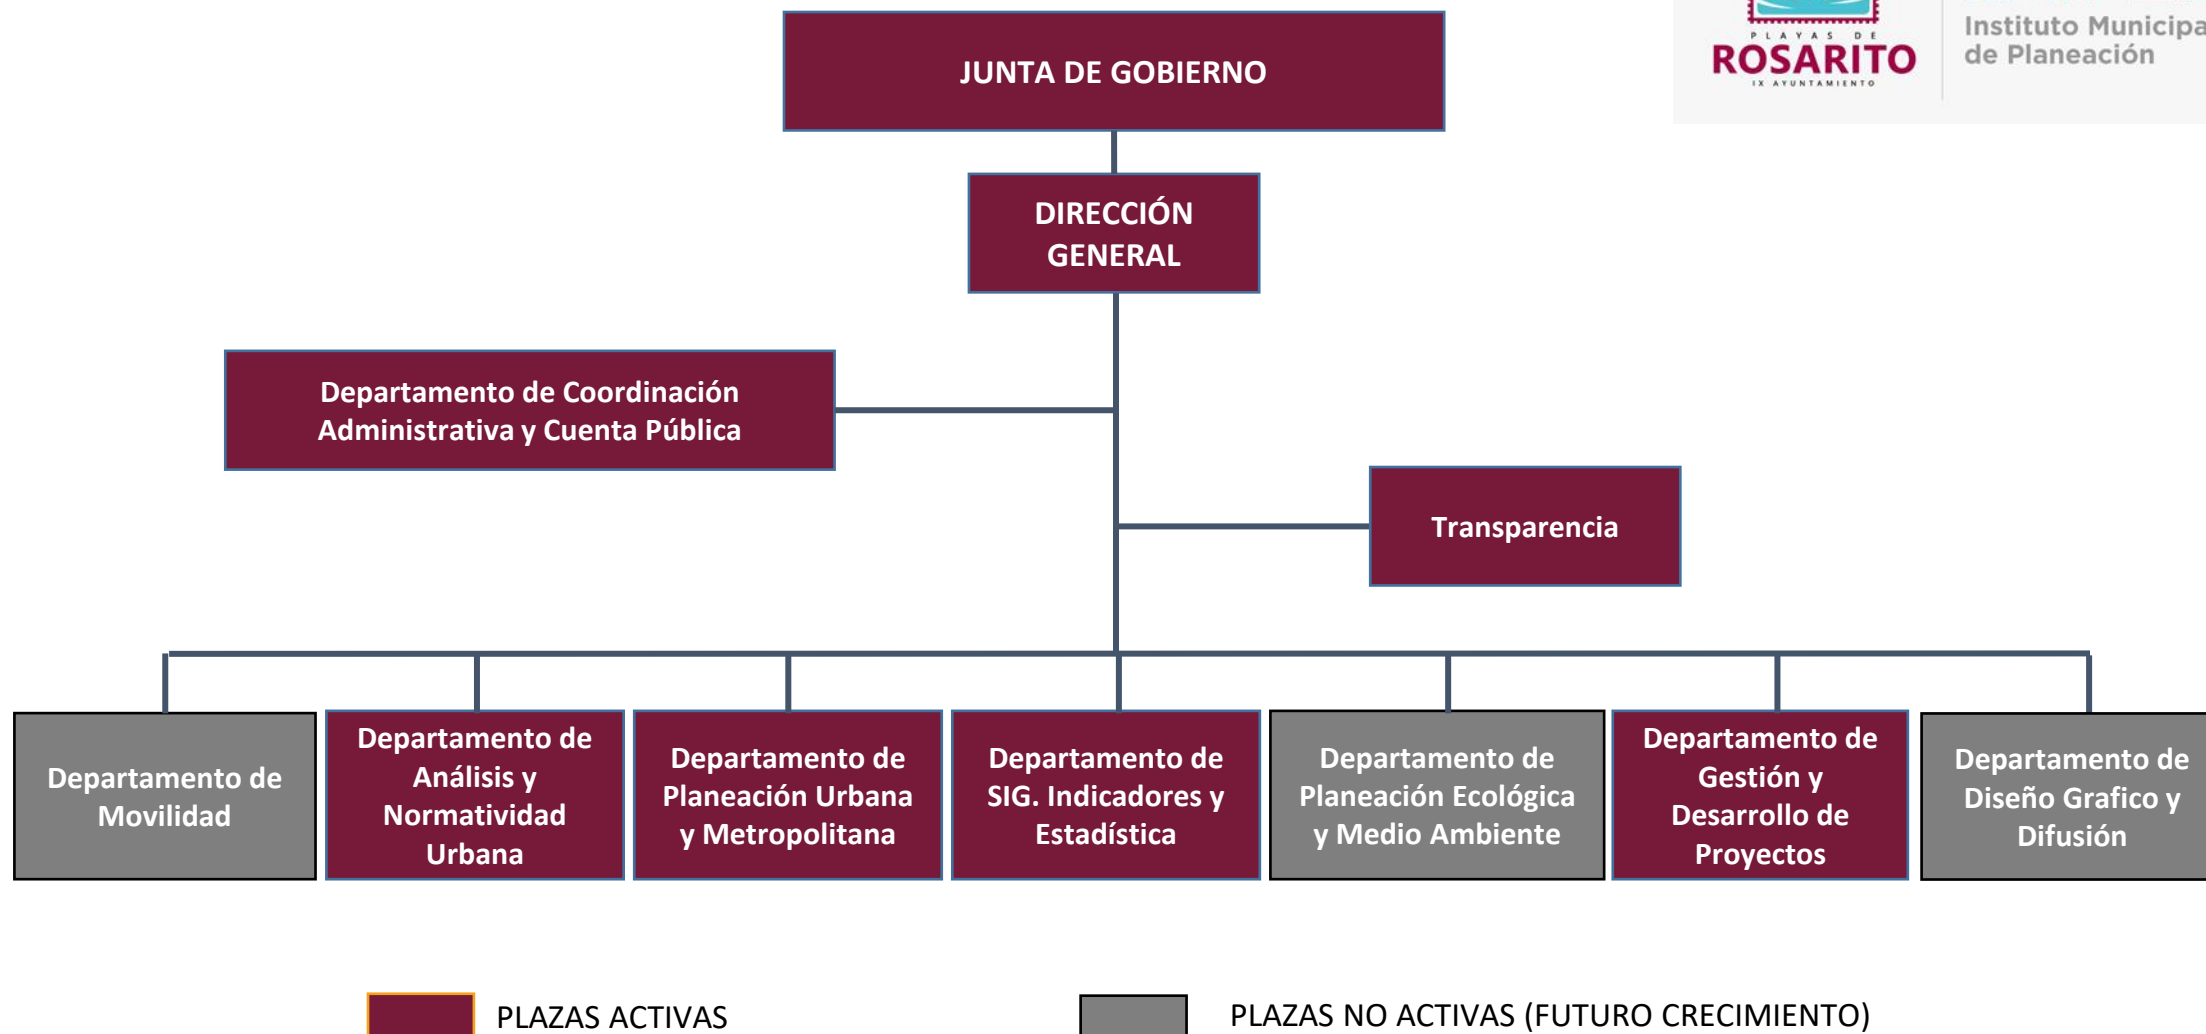 PLAYAS DE
ROSARITO
IX AYUNTAMIENTO
Instituto Municipa
de Planeación
JUNTA DE GOBIERNO
DIRECCIÓN
GENERAL
Departamento de Coordinación
Administrativa y Cuenta Pública
Transparencia
Departamento de
Movilidad
Departamento de
Análisis y
Normatividad
Urbana
Departamento de
Planeación Urbana
y Metropolitana
Departamento de
SIG. Indicadores y
Estadística
Departamento de
Planeación Ecológica
y Medio Ambiente
Departamento de
Gestión y
Desarrollo de
Proyectos
Departamento de
Diseño Grafico y
Difusión
PLAZAS ACTIVAS
PLAZAS NO ACTIVAS (FUTURO CRECIMIENTO)